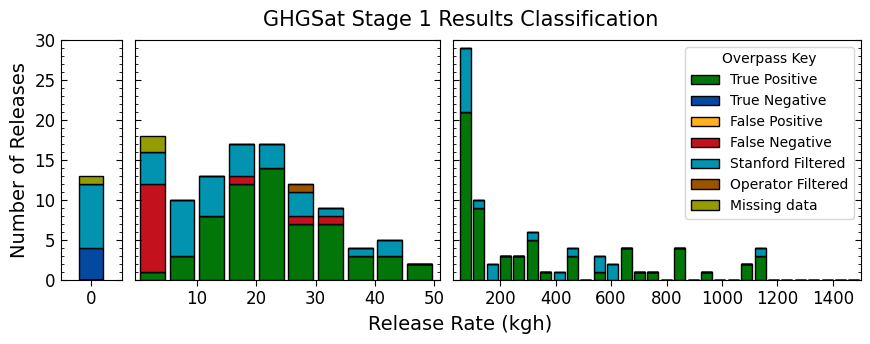 GHGSat Stage 1 Results Classification
Number of Releases
30
25
20
15
10
5
0
Overpass Key
True Positive
True Negative
False Positive
False Negative
Stanford Filtered
Operator Filtered
Missing data
0
10 20 30 40 50
200 400 600 800 1000 1200 1400
Release Rate (kgh)